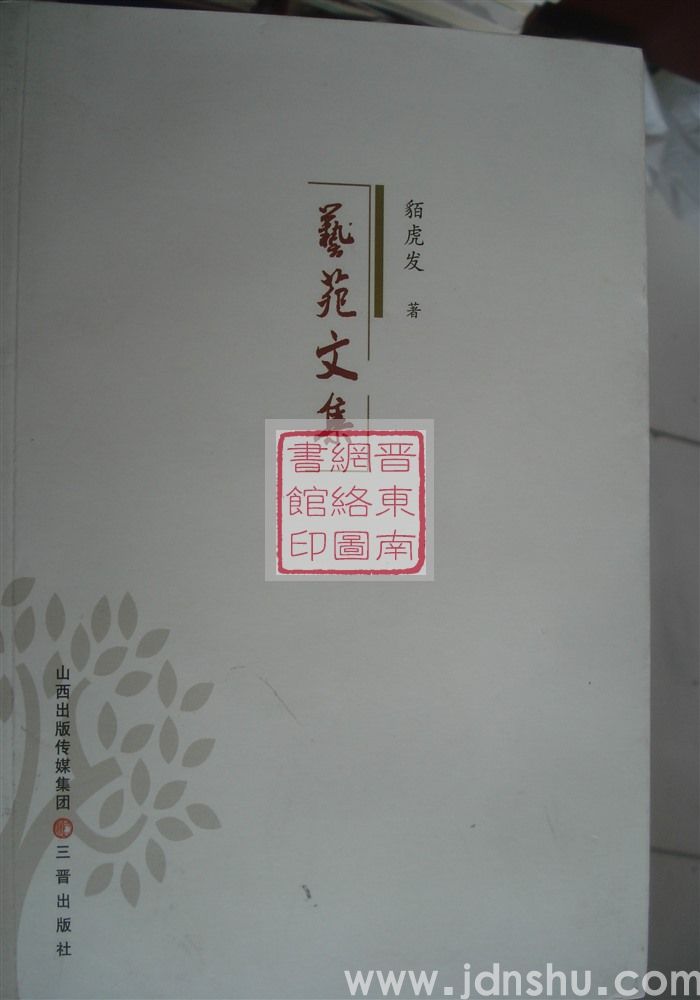 貊虎发 著
藝苑文集
晋東南
網絡圖
書館印
山西出版传媒集团
三晋出版社
www.jdnshu.com